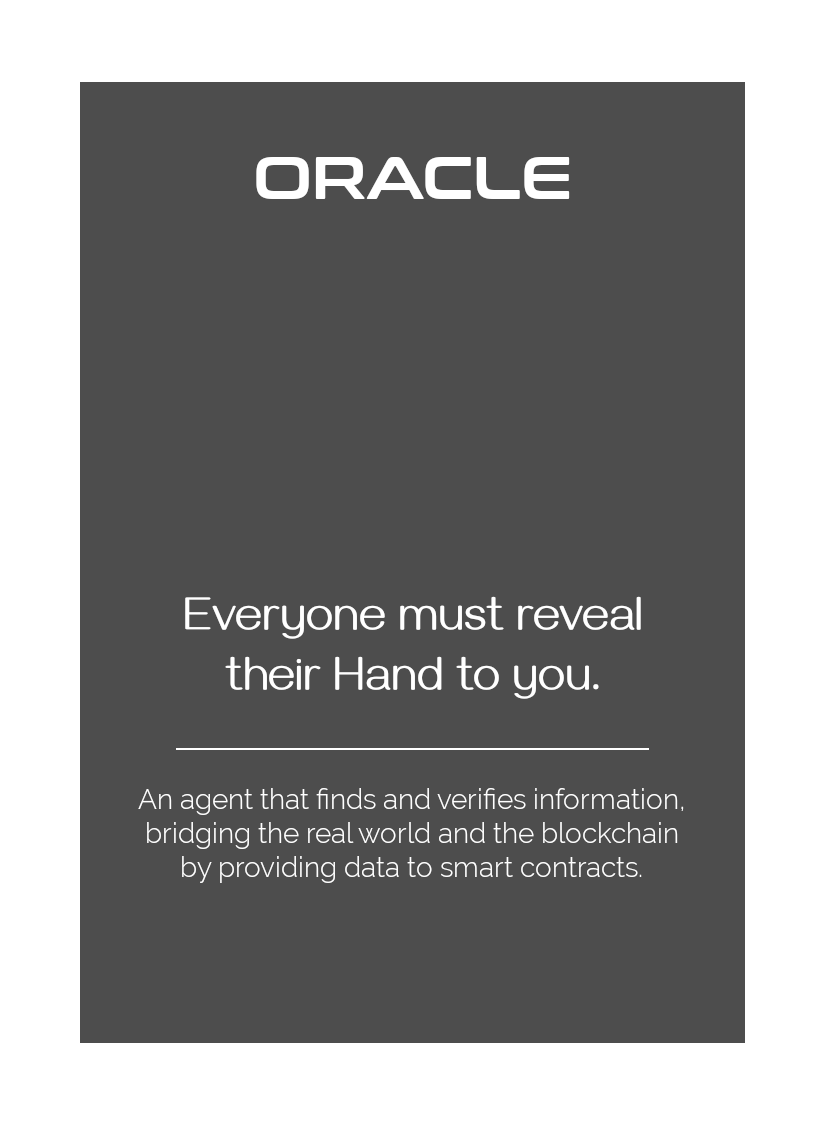 ORACLE
Everyone must reveal
their Hand to you.
An agent that finds and verifies information,
bridging the real world and the blockchain
by providing data to smart contracts.